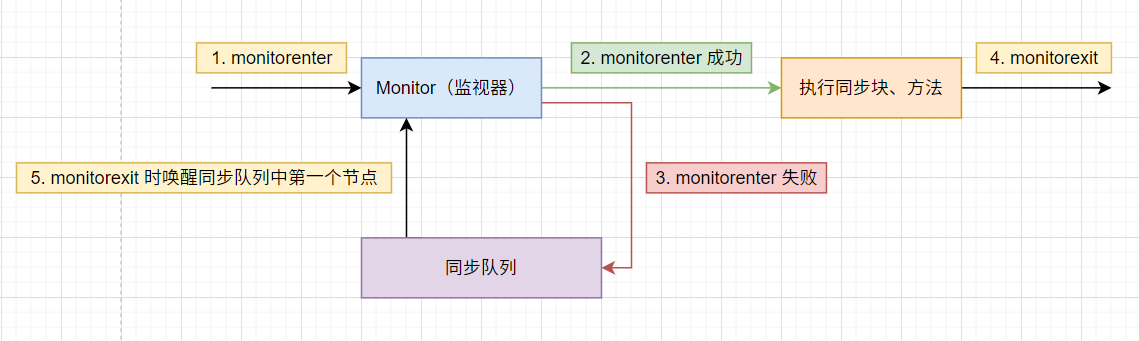 1. monitorenter
2. monitorenter 成功
4. monitorexit
Monitor（监视器）
执行同步块、方法
5. monitorexit 时唤醒同步队列中第一个节点
3. monitorenter 失败
同步队列